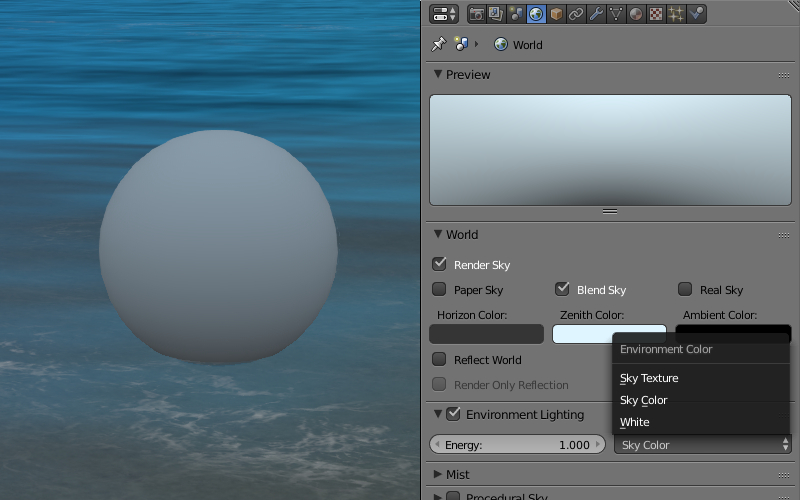 World
Preview
World
Render Sky
Paper Sky Blend Sky Real Sky
Horizon Color: Zenith Color: Ambient Color:
Environment Color
Reflect World
Sky Texture
Render Only Reflection
Sky Color
Environment Lighting
White
Energy: 1.000 Sky Color
Mist
Procedural Sky